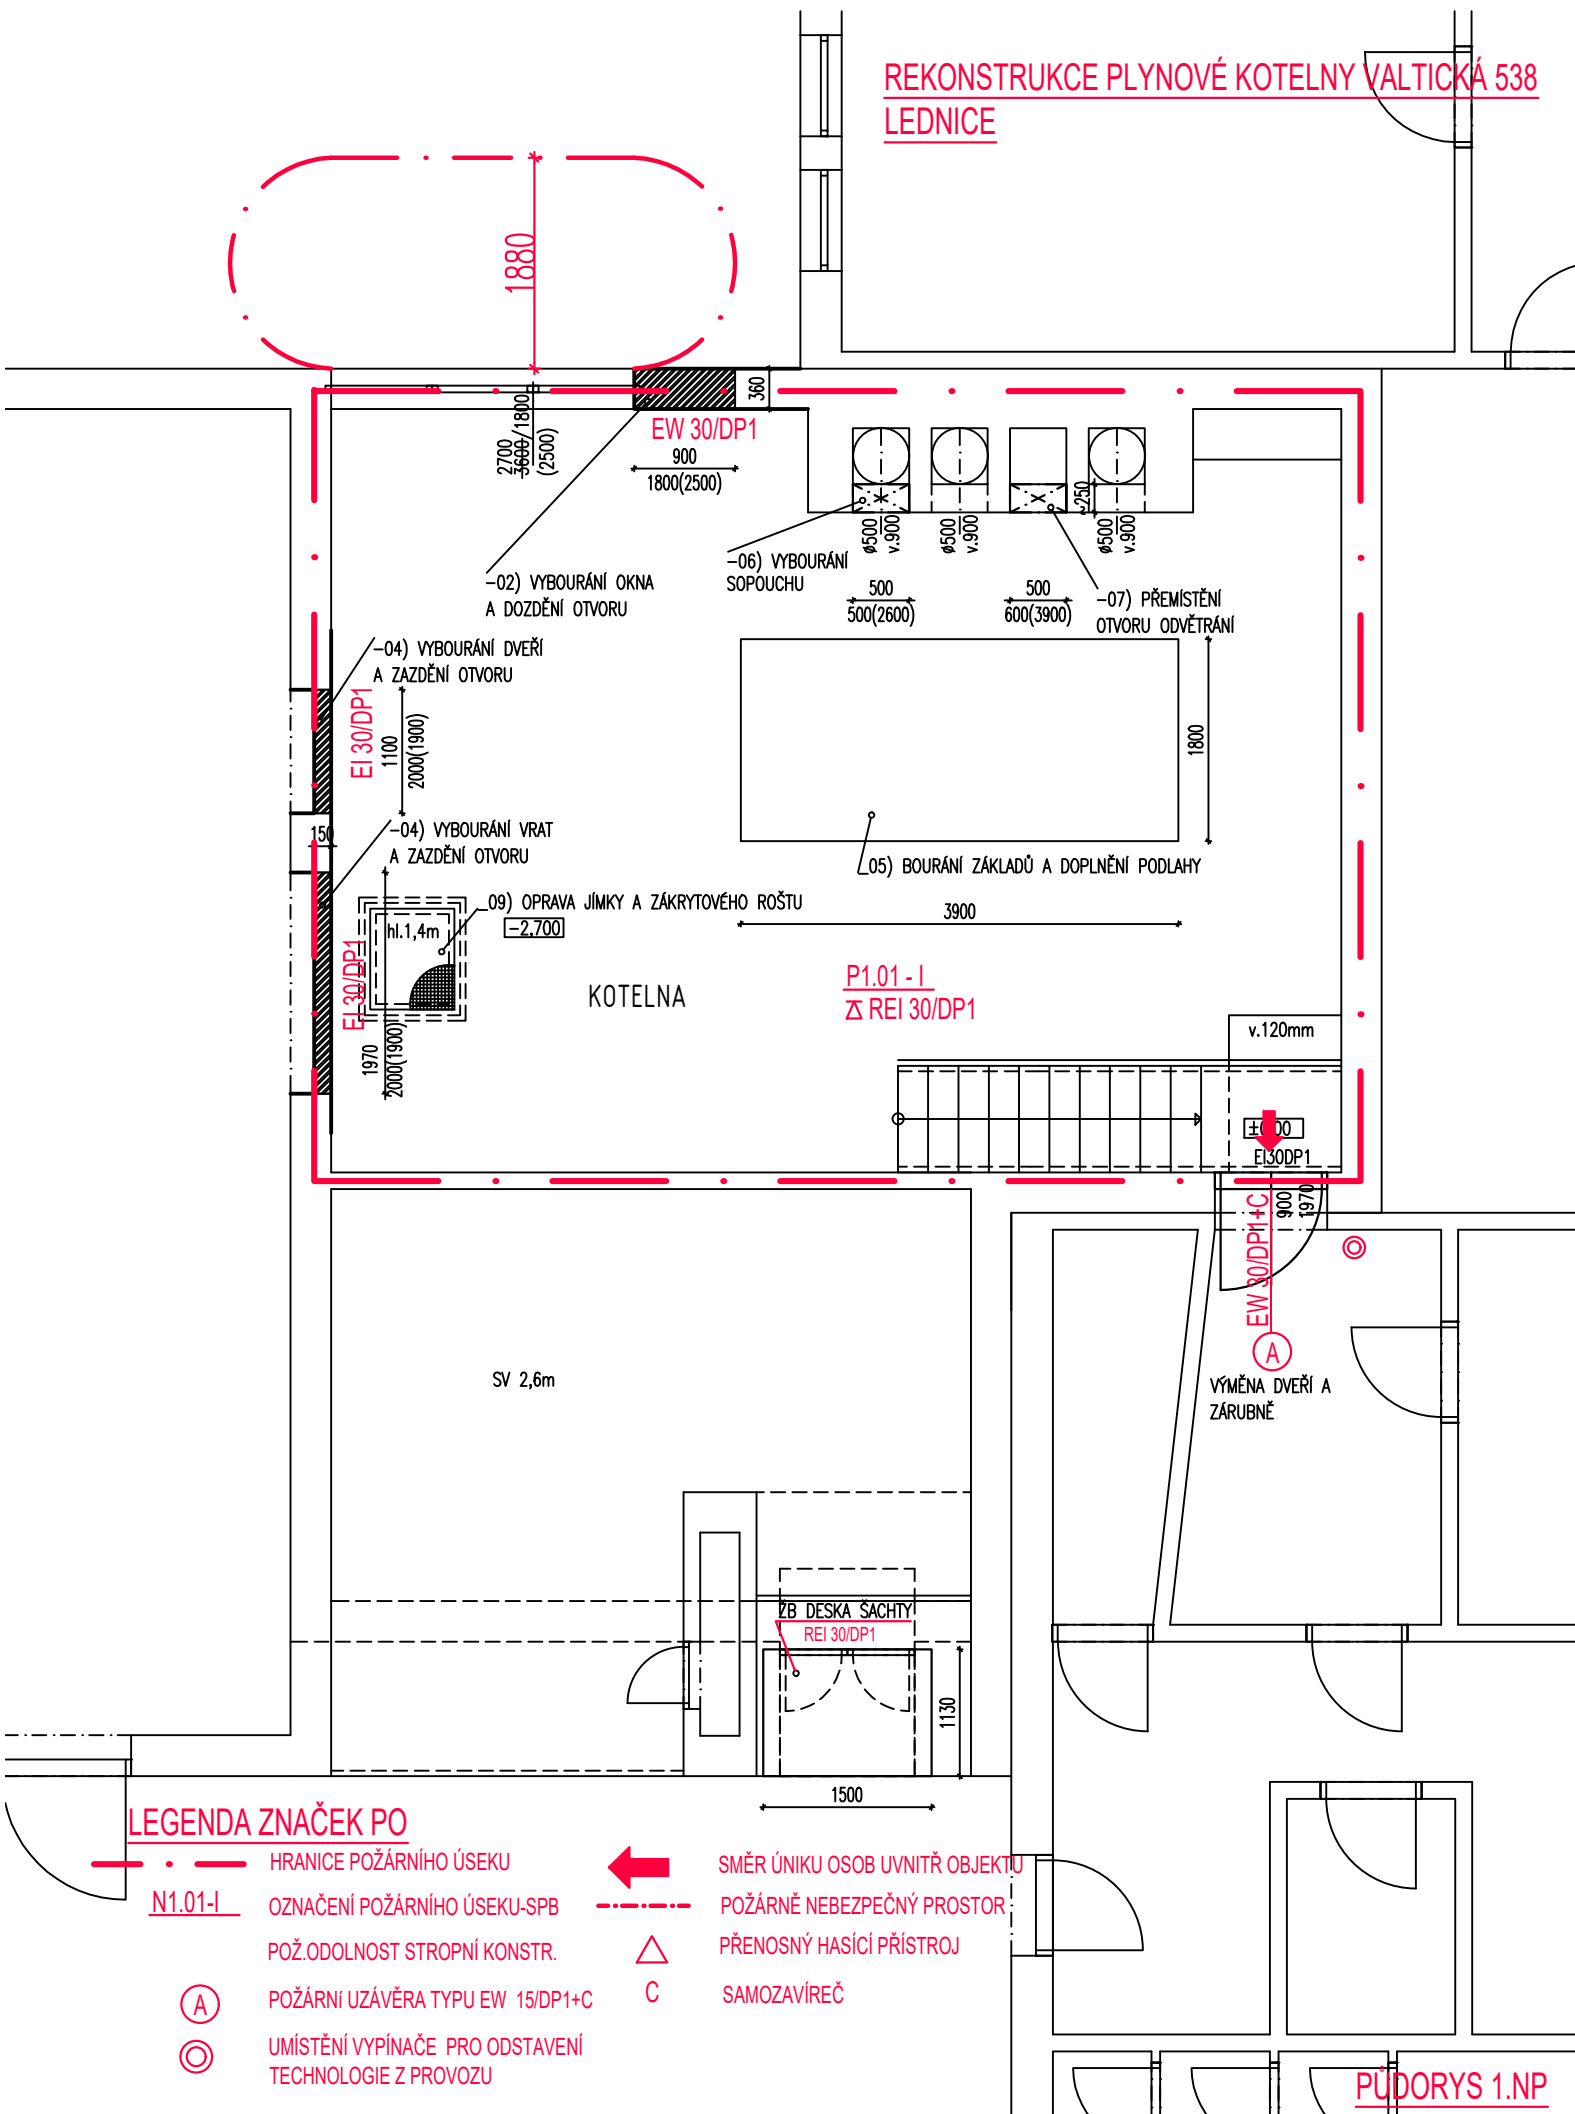 REKONSTRUKCE PLYNOVÉ KOTELNY VALTICKÁ 538
LEDNICE
1880
360
EW 30/DP1
900
1800(2500)
2700
3600/1800
(2500)
250
ø500
v.900
ø500
v.900
ø500
v.900
-02) VYBOURÁNÍ OKNA
A DOZDĚNÍ OTVORU
-06) VYBOURÁNÍ
SOPOUCHU
500
500(2600)
500
600(3900)
-07) PŘEMÍSTĚNÍ
OTVORU ODVĚTRÁNÍ
-04) VYBOURÁNÍ DVEŘÍ
A ZAZDĚNÍ OTVORU
EI 30/DP1
1100
2000(1900)
1800
150
-04) VYBOURÁNÍ VRAT
A ZAZDĚNÍ OTVORU
05) BOURÁNÍ ZÁKLADŮ A DOPLNĚNÍ PODLAHY
09) OPRAVA JÍMKY A ZÁKRYTOVÉHO ROŠTU
-2.700
hl.1,4m
3900
EI 30/DP1
1970
2000(1900)
KOTELNA
P1.01 - I
REI 30/DP1
v.120mm
±0.00
EI30DP1
900
1970
EW 30/DP1+C
A
VÝMĚNA DVEŘÍ A
ZÁRUBNĚ
SV 2,6m
ŽB DESKA ŠACHTY
REI 30/DP1
1130
1500
LEGENDA ZNAČEK PO
HRANICE POŽÁRNÍHO ÚSEKU
SMĚR ÚNIKU OSOB UVNITŘ OBJEKTU
N1.01-I
OZNAČENÍ POŽÁRNÍHO ÚSEKU-SPB
POŽÁRNĚ NEBEZPEČNÝ PROSTOR
POŽ.ODOLNOST STROPNÍ KONSTR.
PŘENOSNÝ HASÍCÍ PŘÍSTROJ
A
POŽÁRNí UZÁVĚRA TYPU EW 15/DP1+C
C
SAMOZAVÍREČ
UMÍSTĚNÍ VYPÍNAČE PRO ODSTAVENÍ
TECHNOLOGIE Z PROVOZU
PŮDORYS 1.NP